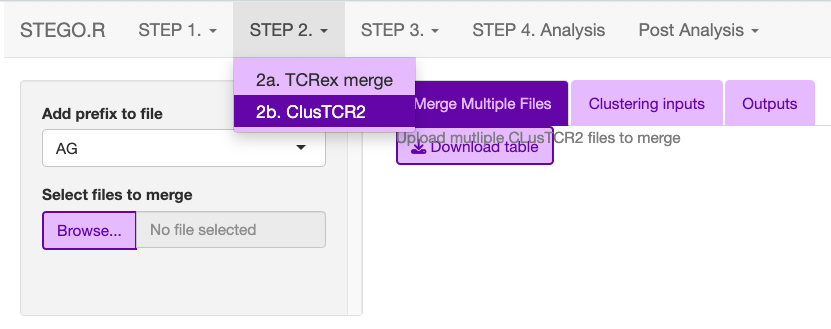 STEGO.R STEP 1. STEP 2. STEP 3. STEP 4. Analysis Post Analysis
2a. TCRex merge
2b. ClusTCR2
Merge Multiple Files Clustering inputs Outputs
Add prefix to file
AG
Upload mutliple CLusTCR2 files to merge
Download table
Select files to merge
Browse... No file selected